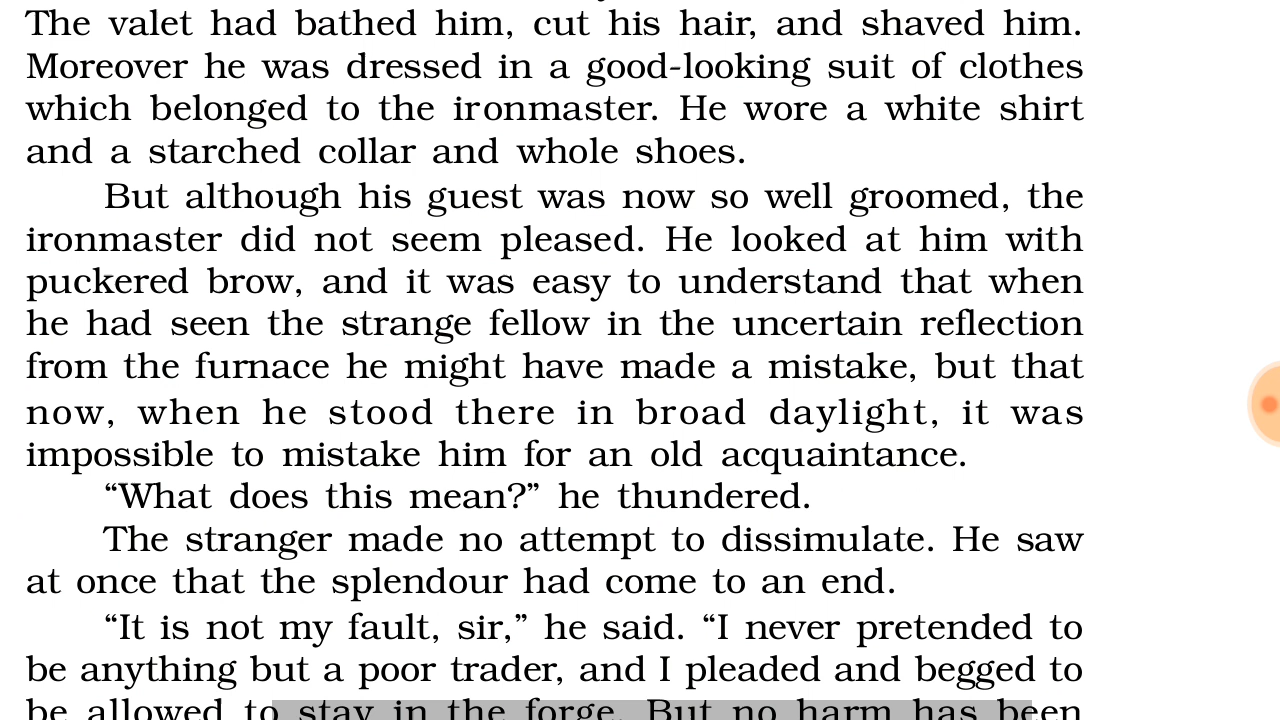 The valet had bathed him, cut his hair, and shaved him.
Moreover he was dressed in a good-looking suit of clothes
which belonged to the ironmaster. He wore a white shirt
and a starched collar and whole shoes.
But although his guest was now so well groomed, the
ironmaster did not seem pleased. He looked at him with
puckered brow, and it was easy to understand that when
he had seen the strange fellow in the uncertain reflection
from the furnace he might have made a mistake, but that
now, when he stood there in broad daylight, it was
impossible to mistake him for an old acquaintance.
“What does this mean?” he thundered.
The stranger made no attempt to dissimulate. He saw
at once that the splendour had come to an end.
“It is not my fault, sir,” he said. “I never pretended to
be anything but a poor trader, and I pleaded and begged to
be allowed to stay in the forge. But no harm has been